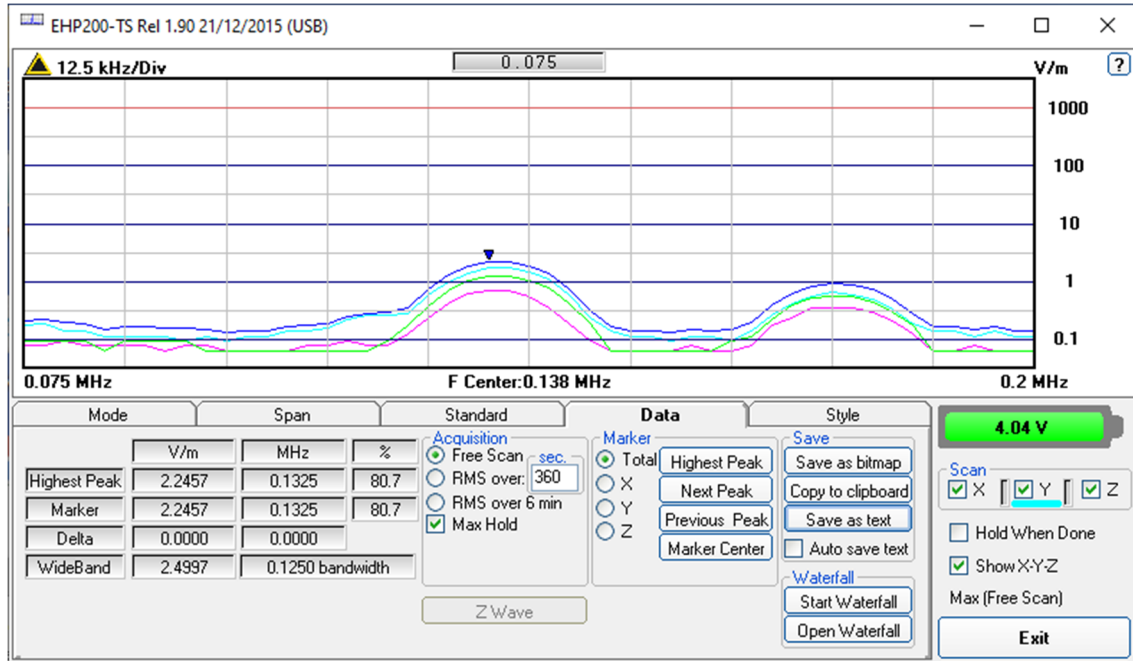 EHP200-TS Rel 1.90 21/12/2015 (USB)
12.5 kHz/Div
0.075
V/m
?
1000
100
10
1
0.1
0.075 MHz
F Center:0.138 MHz
0.2 MHz
Mode
Span
Standard
Data
Style
V/m MHz %
Highest Peak 2.2457 0.1325 80.7
Marker 2.2457 0.1325 80.7
Delta 0.0000 0.0000
WideBand 2.4997 0.1250 bandwidth
Acquisition
Free Scan sec.
RMS over: 360
RMS over 6 min
Max Hold
Z Wave
Marker
Total
X
Y
Z
Highest Peak
Next Peak
Previous Peak
Marker Center
Save
Save as bitmap
Copy to clipboard
Save as text
Auto save text
Waterfall
Start Waterfall
Open Waterfall
4.04 V
Scan
X [ Y [ Z
Hold When Done
Show X-Y-Z
Max (Free Scan)
Exit